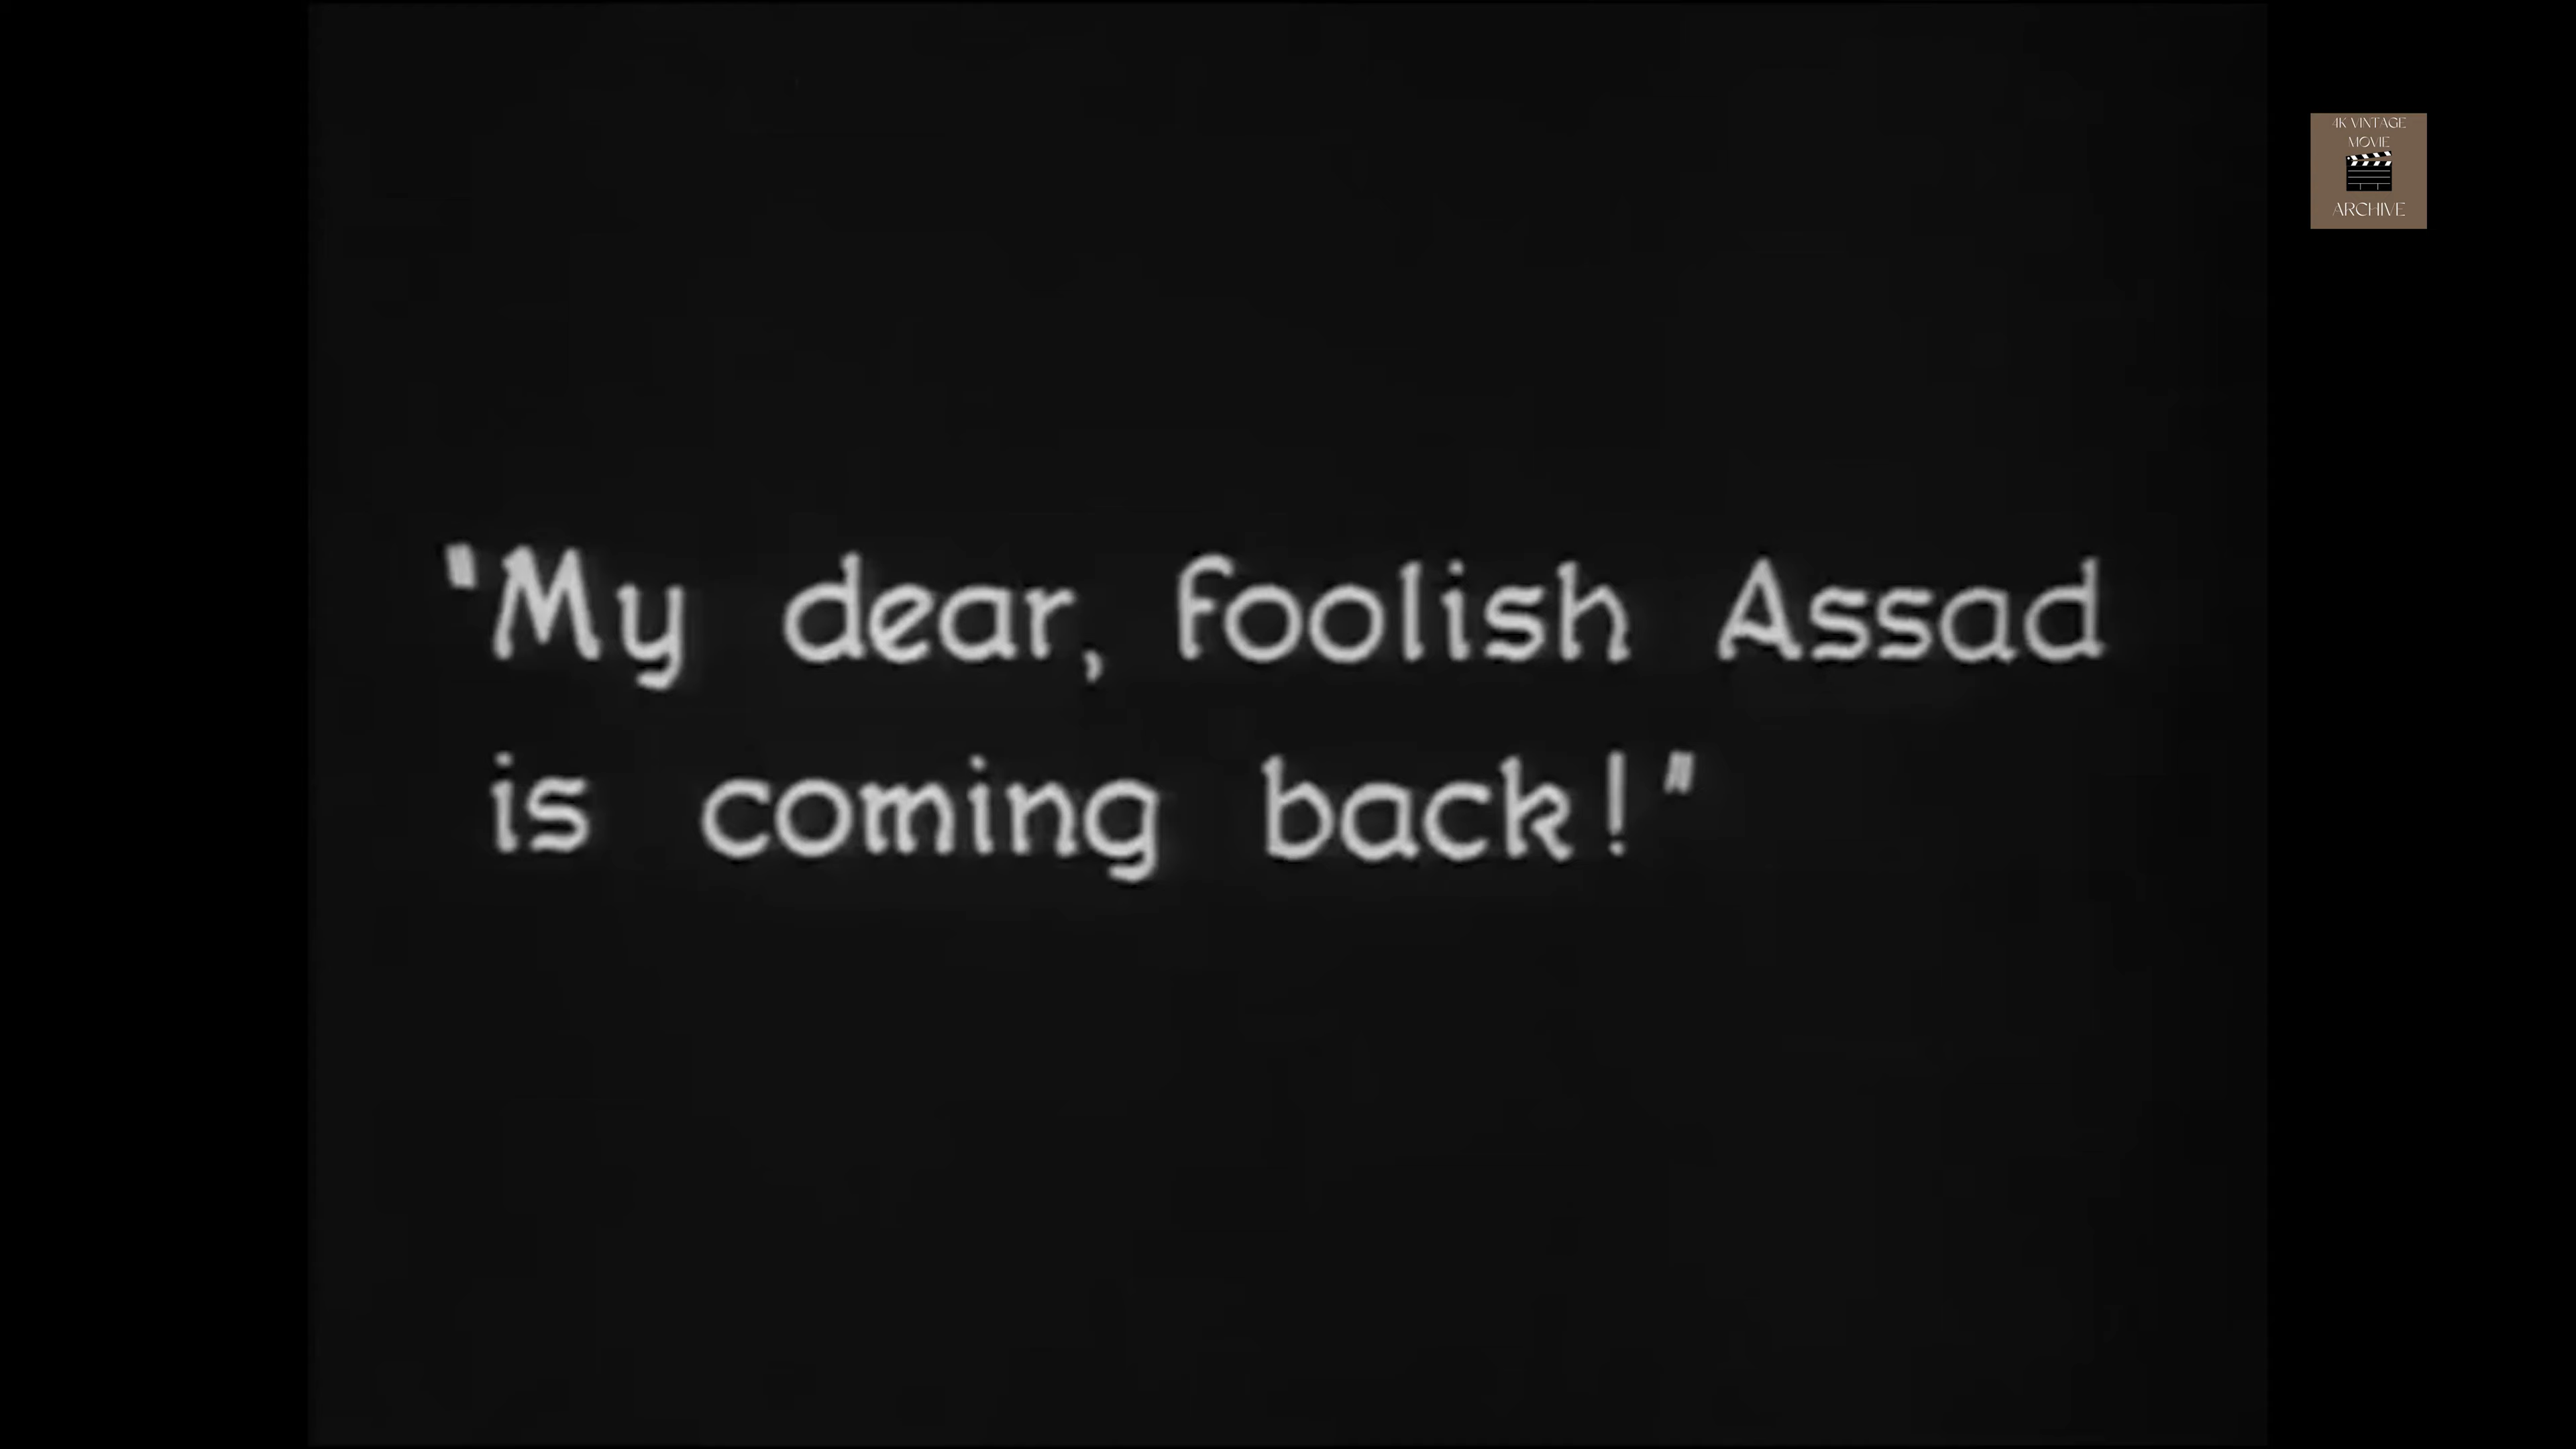 "My dear, foolish Assad
is coming back!"
4K VINTAGE
MOVIE
ARCHIVE